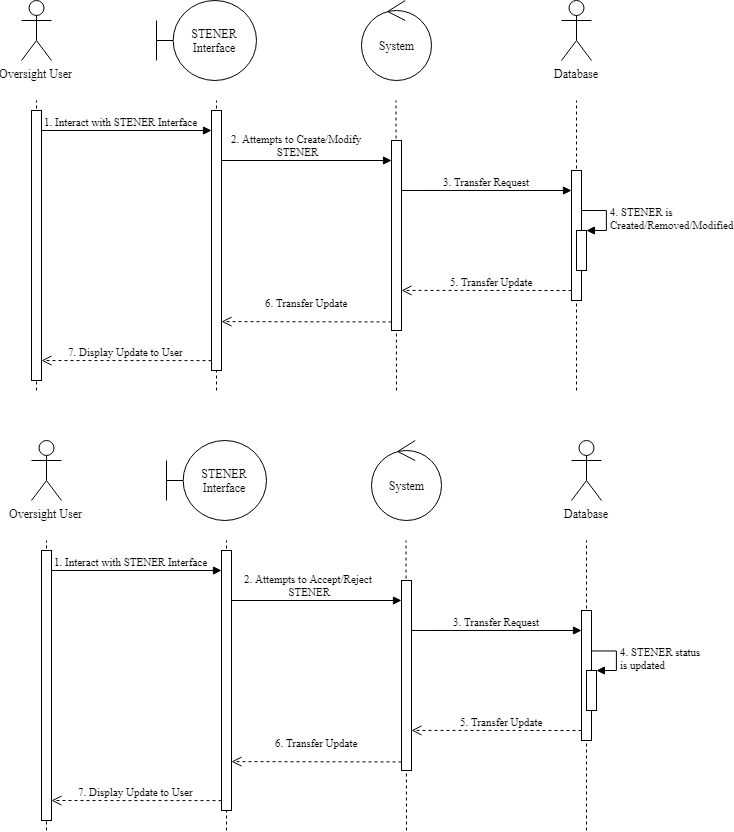 STENER
Interface
System
Oversight User
Database
1. Interact with STENER Interface
2. Attempts to Create/Modify
STENER
3. Transfer Request
4. STENER is
Created/Removed/Modified
5. Transfer Update
6. Transfer Update
7. Display Update to User
STENER
Interface
System
Oversight User
Database
1. Interact with STENER Interface
2. Attempts to Accept/Reject
STENER
3. Transfer Request
4. STENER status
is updated
5. Transfer Update
6. Transfer Update
7. Display Update to User